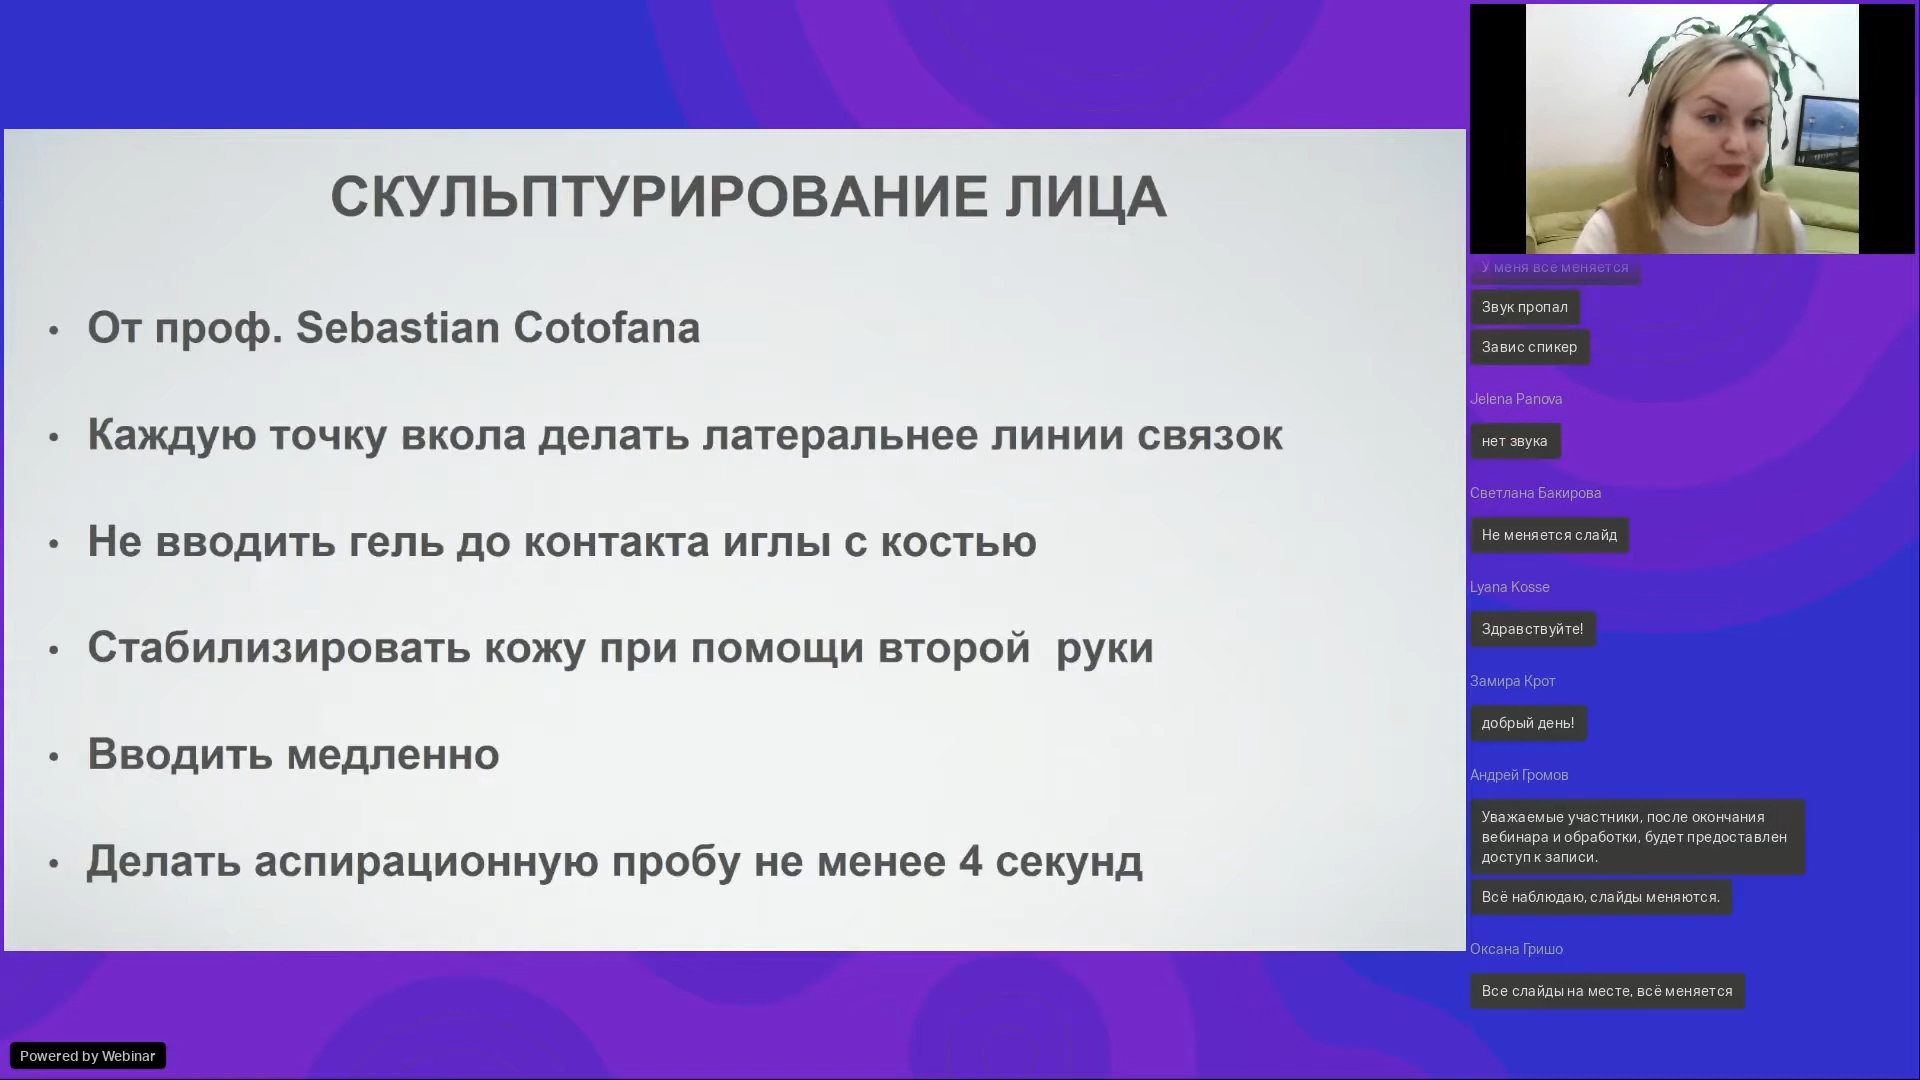 СКУЛЬПТУРИРОВАНИЕ ЛИЦА
• От проф. Sebastian Cotofana
• Каждую точку вкола делать латеральнее линии связок
• Не вводить гель до контакта иглы с костью
• Стабилизировать кожу при помощи второй  руки
• Вводить медленно
• Делать аспирационную пробу не менее 4 секунд
У меня все меняется
Звук пропал
Завис спикер
Jelena Panova
нет звука
Светлана Бакирова
Не меняется слайд
Lyana Kosse
Здравствуйте!
Замира Крот
добрый день!
Андрей Громов
Уважаемые участники, после окончания
вебинара и обработки, будет предоставлен
доступ к записи.
Всё наблюдаю, слайды меняются.
Оксана Гришо
Все слайды на месте, всё меняется
Powered by Webinar